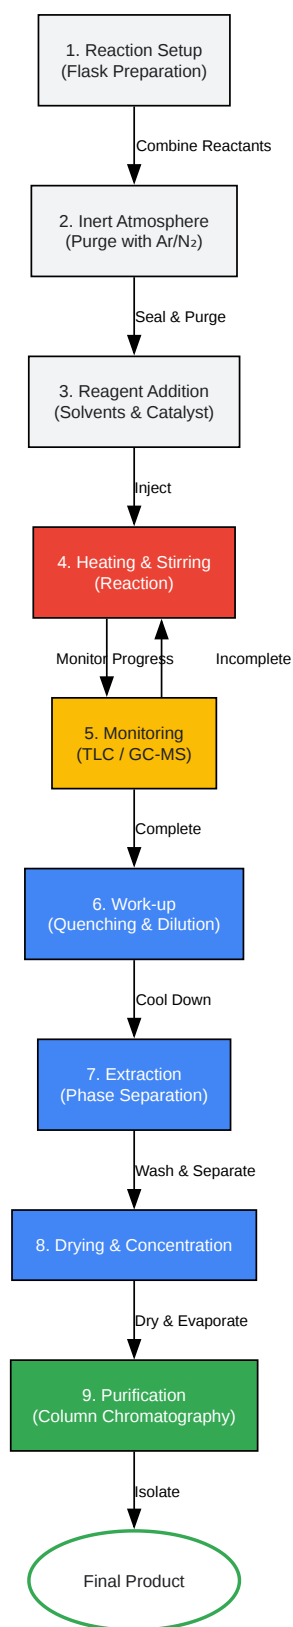 1. Reaction Setup
(Flask Preparation)
Combine Reactants
2. Inert Atmosphere
(Purge with Ar/N₂)
Seal & Purge
3. Reagent Addition
(Solvents & Catalyst)
Inject
4. Heating & Stirring
(Reaction)
Monitor Progress
Incomplete
5. Monitoring
(TLC / GC-MS)
Complete
6. Work-up
(Quenching & Dilution)
Cool Down
7. Extraction
(Phase Separation)
Wash & Separate
8. Drying & Concentration
Dry & Evaporate
9. Purification
(Column Chromatography)
Isolate
Final Product